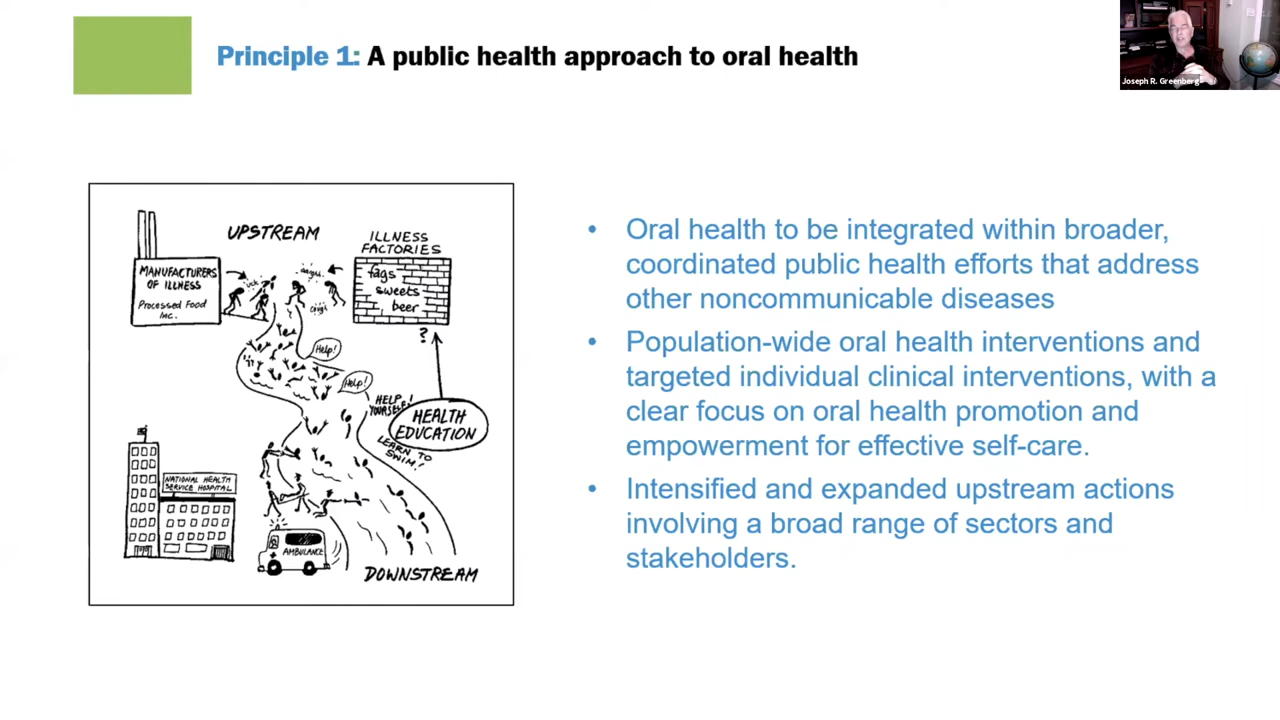 Principle 1: A public health approach to oral health
Joseph R. Greenberg
UPSTREAM
ILLNESS
FACTORIES
MANUFACTURERS
OF ILLNESS
Processed Food
INC.
fags
sweets
beer
?
Help!
Help!
HELP
YOURSELF!
HEALTH
EDUCATION
LEARN TO
SWIM!
NATIONAL HEALTH
SERVICE HOSPITAL
AMBULANCE
DOWNSTREAM
• Oral health to be integrated within broader,
coordinated public health efforts that address
other noncommunicable diseases
• Population-wide oral health interventions and
targeted individual clinical interventions, with a
clear focus on oral health promotion and
empowerment for effective self-care.
• Intensified and expanded upstream actions
involving a broad range of sectors and
stakeholders.